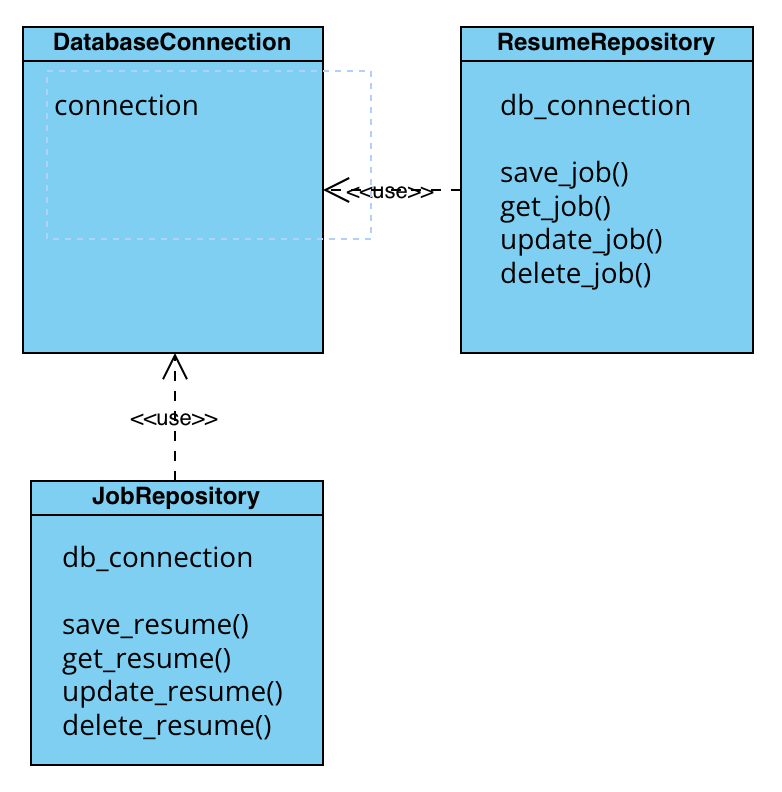 DatabaseConnection
connection
ResumeRepository
db_connection
save_job()
get_job()
update_job()
delete_job()
<<use>>
<<use>>
JobRepository
db_connection
save_resume()
get_resume()
update_resume()
delete_resume()